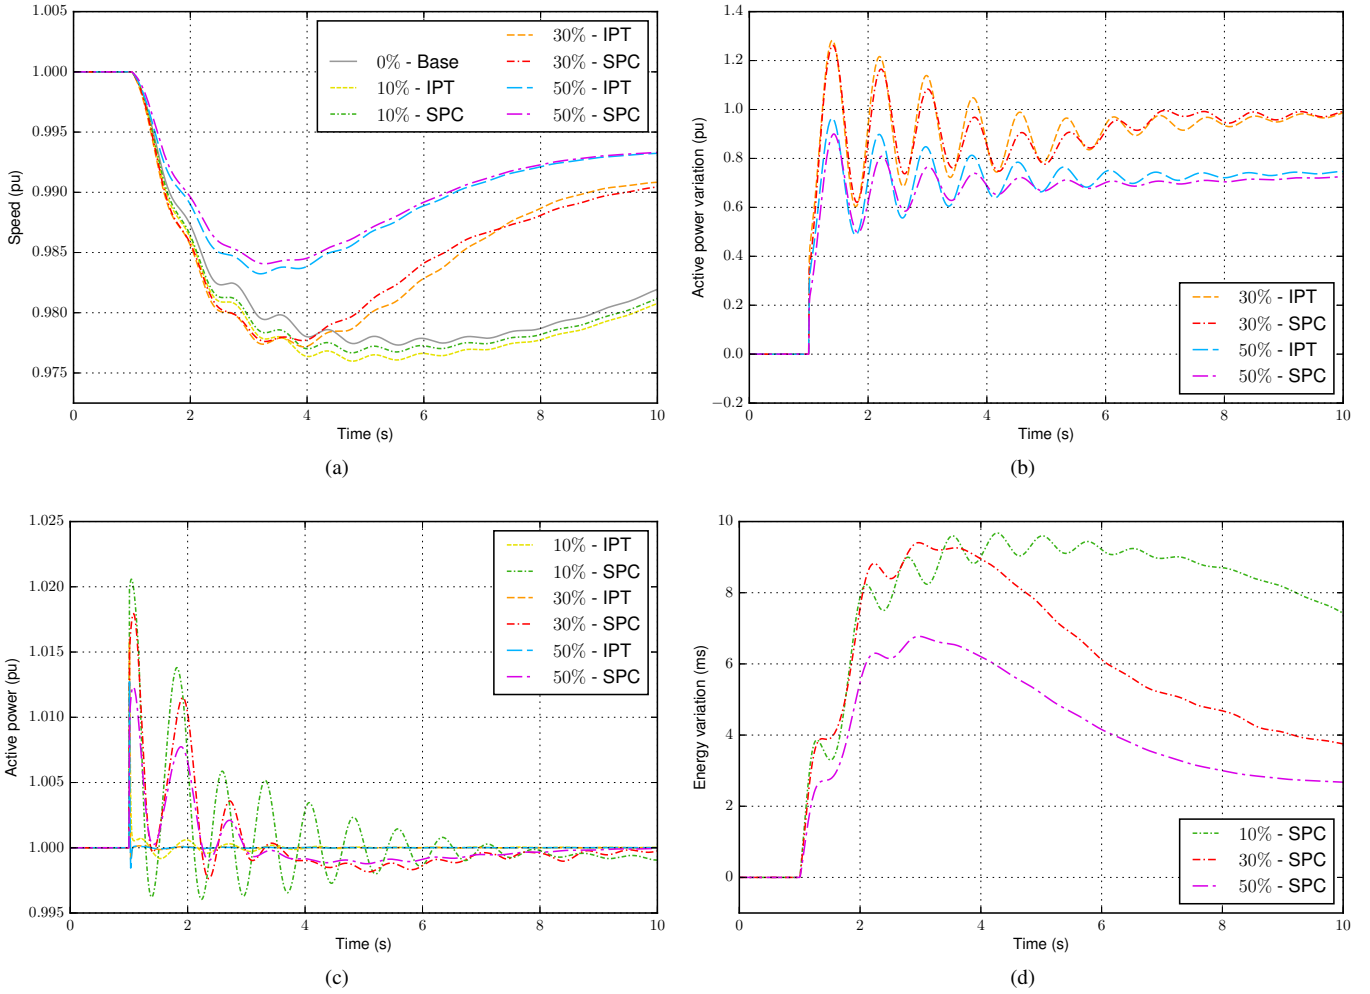 1.005
1.000
0.995
0.990
0.985
0.980
0.975
Speed (pu)
0% - Base
10% - IPT
10% - SPC
30% - IPT
30% - SPC
50% - IPT
50% - SPC
0 2 4 6 8 10
Time (s)
(a)
1.4
1.2
1.0
0.8
0.6
0.4
0.2
0.0
−0.2
Active power variation (pu)
30% - IPT
30% - SPC
50% - IPT
50% - SPC
0 2 4 6 8 10
Time (s)
(b)
1.025
1.020
1.015
1.010
1.005
1.000
0.995
Active power (pu)
10% - IPT
10% - SPC
30% - IPT
30% - SPC
50% - IPT
50% - SPC
0 2 4 6 8 10
Time (s)
(c)
10
8
6
4
2
0
Energy variation (ms)
10% - SPC
30% - SPC
50% - SPC
0 2 4 6 8 10
Time (s)
(d)